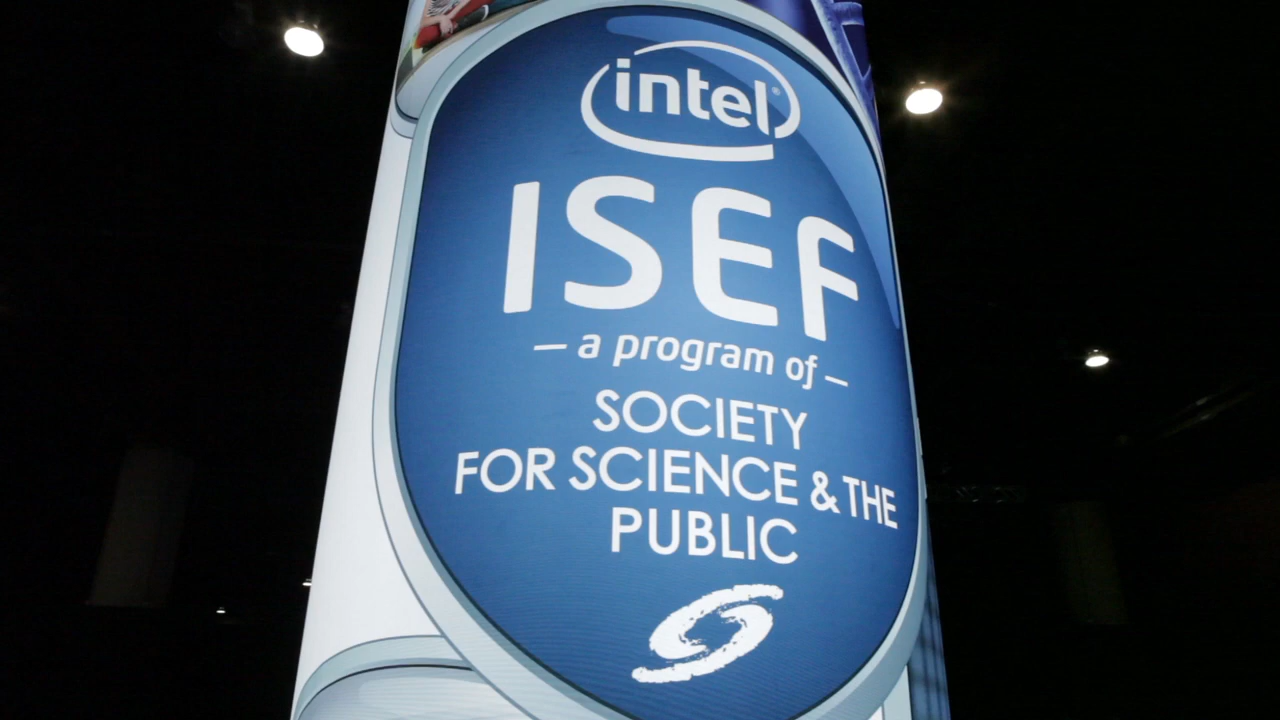 intel®
ISEF
— a program of —
SOCIETY
FOR SCIENCE & THE
PUBLIC